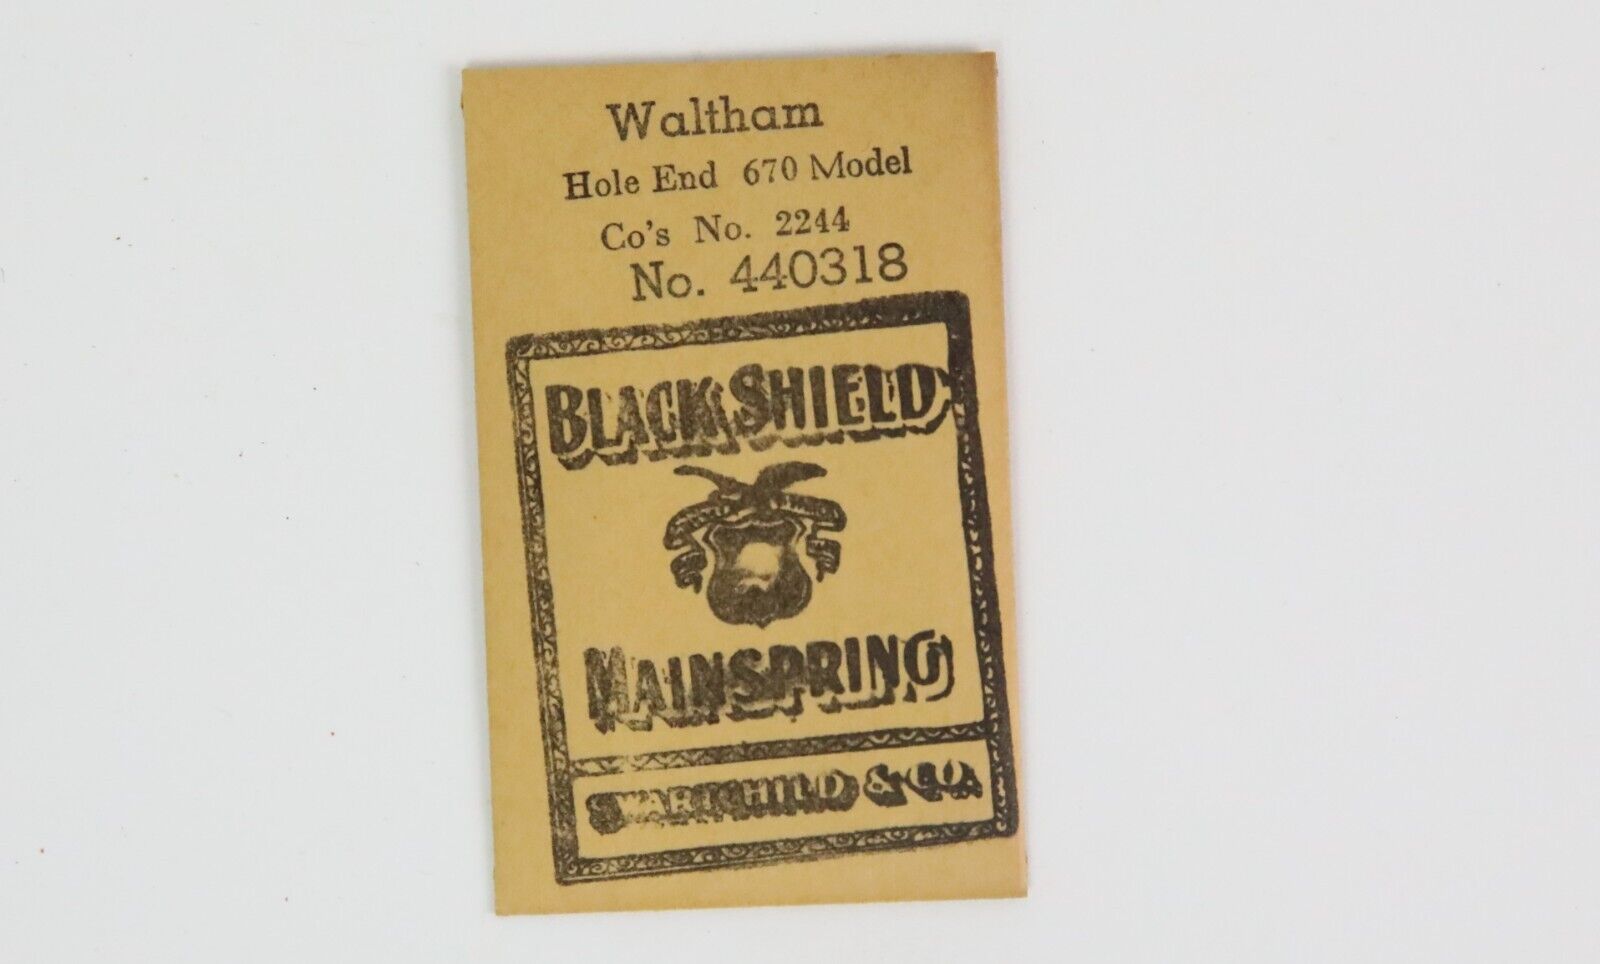 Waltham
Hole End 670 Model
Co's No. 2244
No. 440318
BLACK SHIELD
MAINSPRING
SWARTCHILD & CO.